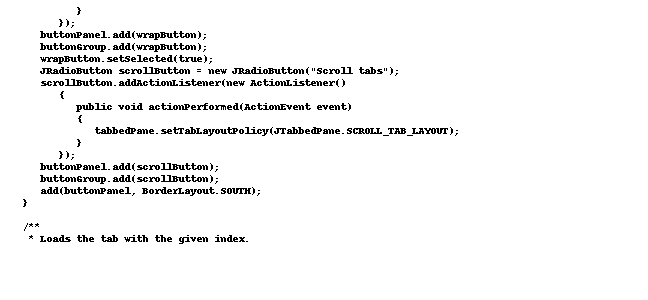 }
      });
   buttonPanel.add(wrapButton);
   buttonGroup.add(wrapButton);
   wrapButton.setSelected(true);
   JRadioButton scrollButton = new JRadioButton("Scroll tabs");
   scrollButton.addActionListener(new ActionListener()
      {
         public void actionPerformed(ActionEvent event)
         {
            tabbedPane.setTabLayoutPolicy(JTabbedPane.SCROLL_TAB_LAYOUT);
         }
      });
   buttonPanel.add(scrollButton);
   buttonGroup.add(scrollButton);
   add(buttonPanel, BorderLayout.SOUTH);
}
/**
 * Loads the tab with the given index.